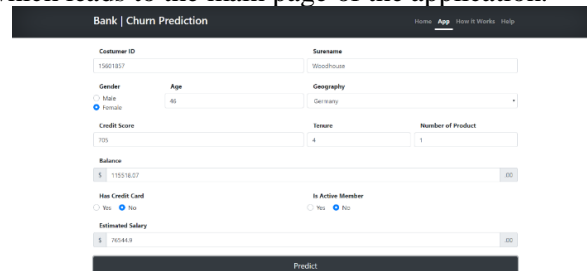 which leads to the main page of the application.
Bank | Churn Prediction Home App How It Works Help
Costumer ID Surename
15601857 Woodhouse
Gender Age Geography
Male
46 Germany
Female
Credit Score Tenure Number of Product
705 4 1
Balance
$ 115518.07 .00
Has Credit Card Is Active Member
Yes No Yes No
Estimated Salary
$ 76544.9 .00
Predict